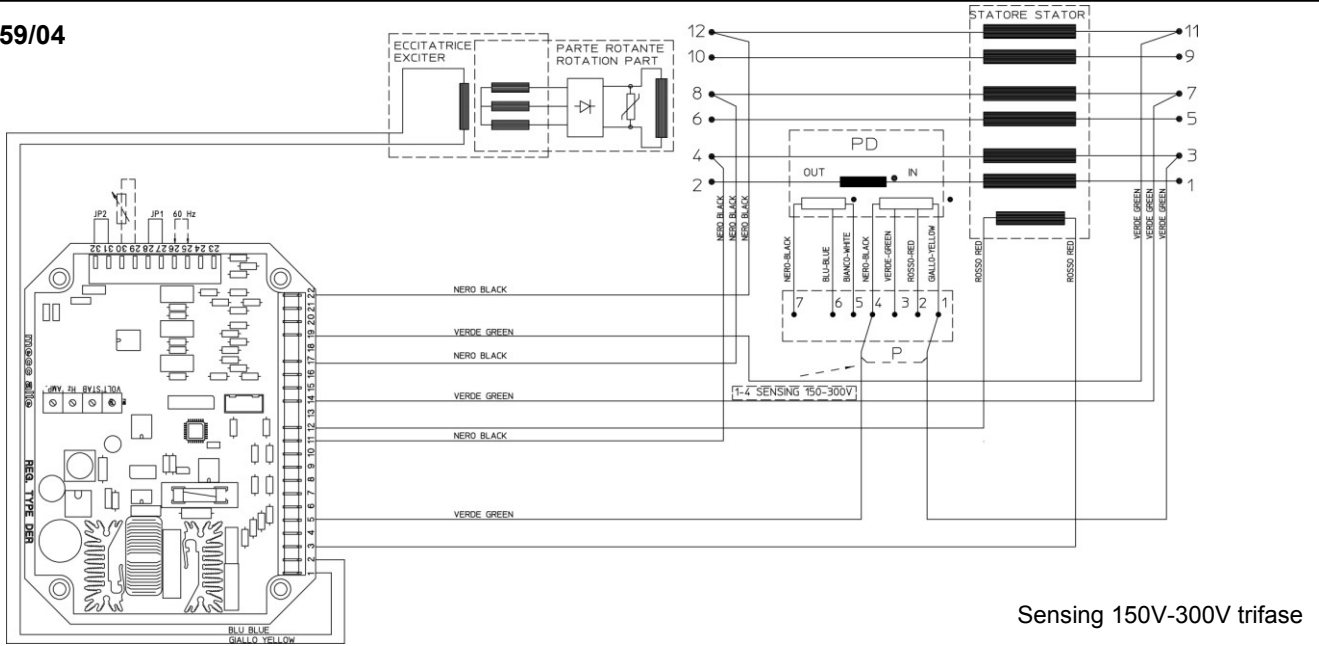 59/04
STATORE STATOR
ECCITATRICE
EXCITER
PARTE ROTANTE
ROTATION PART
12
11
10
9
8
7
6
5
4
3
2
1
PD
OUT
IN
NERO BLACK
NERO BLACK
NERO BLACK
VERDE GREEN
VERDE GREEN
VERDE GREEN
ROSSO RED
ROSSO RED
NERO-BLACK
BLU-BLUE
BIANCO-WHITE
NERO-BLACK
VERDE-GREEN
ROSSO-RED
GIALLO-YELLOW
7 6 5 4 3 2 1
P
1-4 SENSING 150-300V
JP2
JP1
60 Hz
32 31 30 29 28 27 26 25 24 23
22
21
20
19
18
17
16
15
14
13
12
11
10
9
8
7
6
5
4
3
2
1
NERO BLACK
VERDE GREEN
NERO BLACK
VERDE GREEN
NERO BLACK
VERDE GREEN
mecc alte
VOLT STAB Hz AMP.
REG. TYPE DER
BLU BLUE
GIALLO YELLOW
Sensing 150V-300V trifase